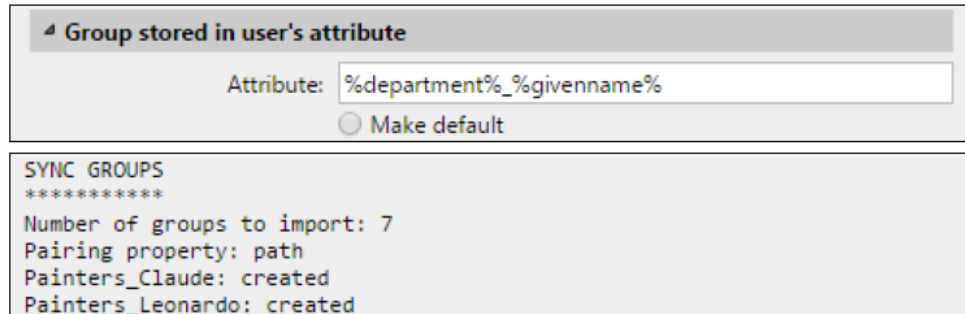 Group stored in user's attribute
Attribute: %department%_%givenname%
Make default
SYNC GROUPS
***********
Number of groups to import: 7
Pairing property: path
Painters_Claude: created
Painters_Leonardo: created